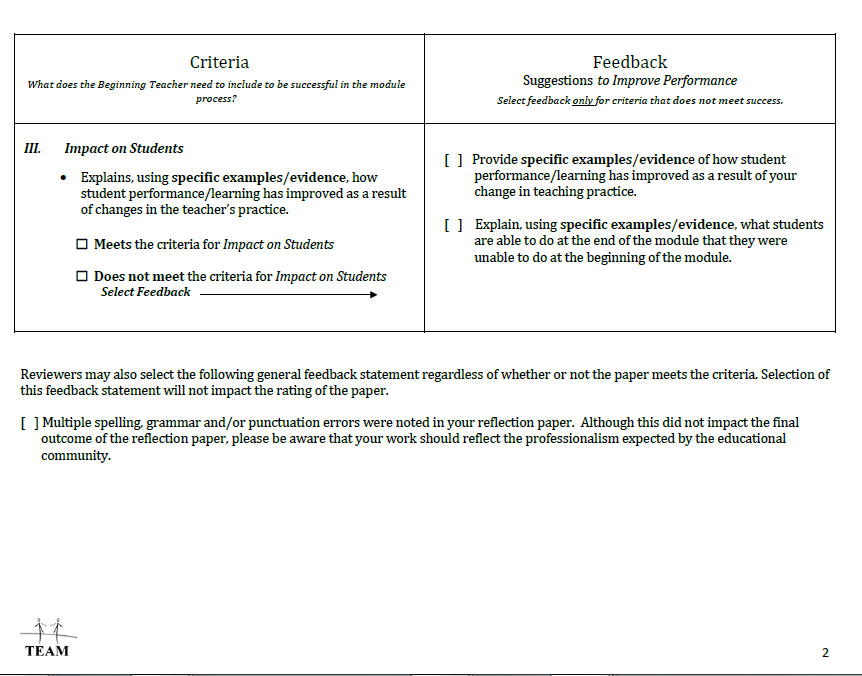 Criteria
What does the Beginning Teacher need to include to be successful in the module
process?
Feedback
Suggestions to Improve Performance
Select feedback only for criteria that does not meet success.
III. Impact on Students
• Explains, using specific examples/evidence, how
student performance/learning has improved as a result
of changes in the teacher's practice.
☐ Meets the criteria for Impact on Students
☐ Does not meet the criteria for Impact on Students
Select Feedback
[ ] Provide specific examples/evidence of how student
performance/learning has improved as a result of your
change in teaching practice.
[ ] Explain, using specific examples/evidence, what students
are able to do at the end of the module that they were
unable to do at the beginning of the module.
Reviewers may also select the following general feedback statement regardless of whether or not the paper meets the criteria. Selection of
this feedback statement will not impact the rating of the paper.
[ ] Multiple spelling, grammar and/or punctuation errors were noted in your reflection paper. Although this did not impact the final
outcome of the reflection paper, please be aware that your work should reflect the professionalism expected by the educational
community.
TEAM
2